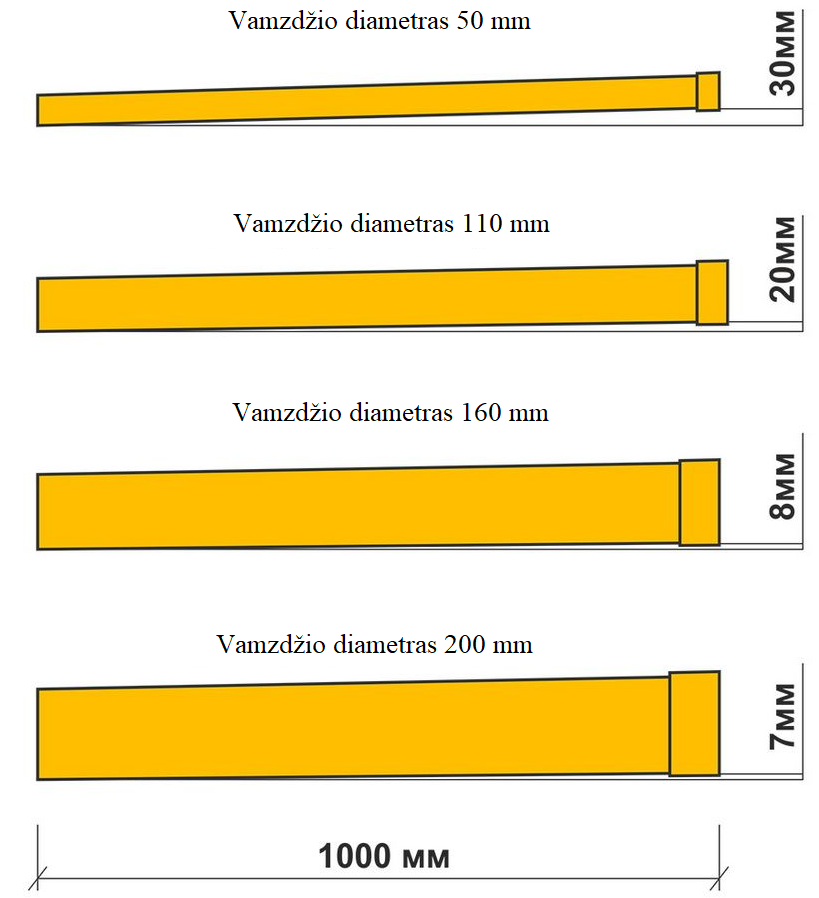 Vamzdžio diametras 50 mm
30мм
Vamzdžio diametras 110 mm
20мм
Vamzdžio diametras 160 mm
8мм
Vamzdžio diametras 200 mm
7мм
1000 мм